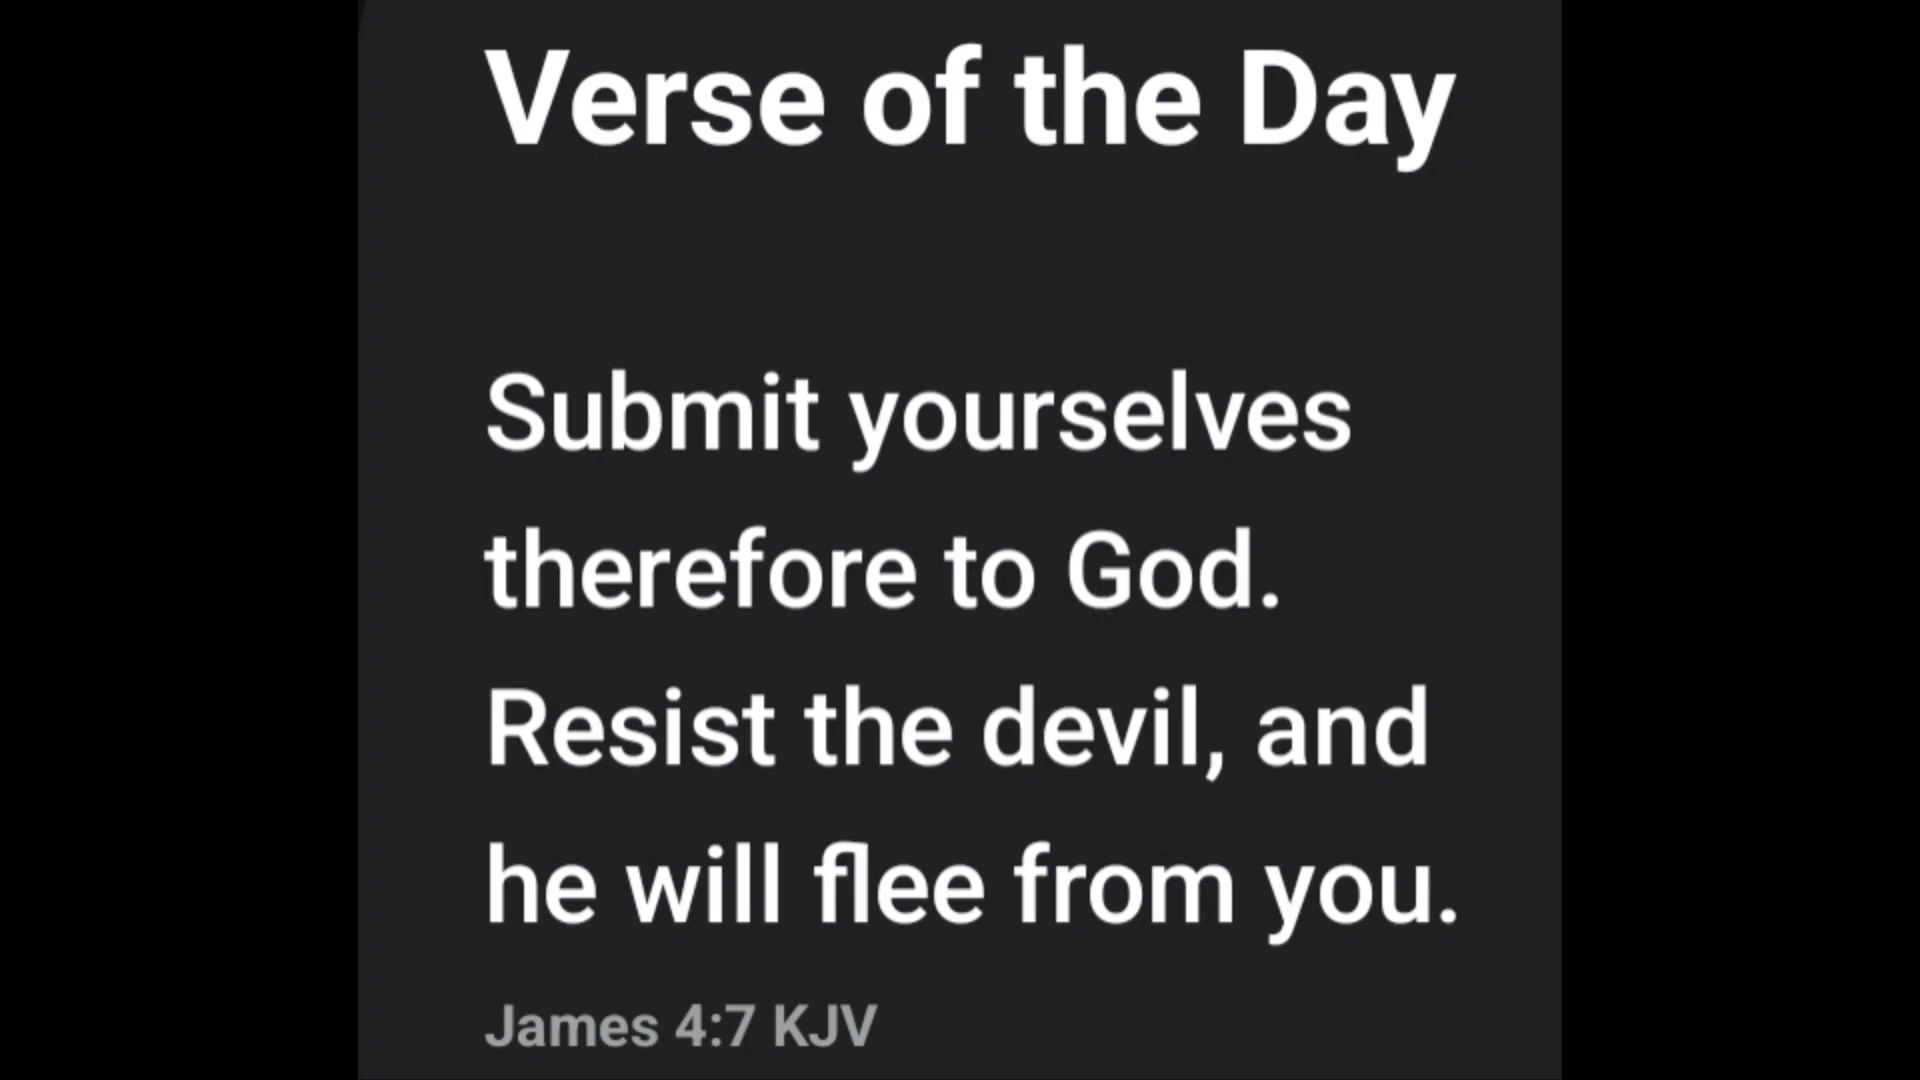 Verse of the Day
Submit yourselves
therefore to God.
Resist the devil, and
he will flee from you.
James 4:7 KJV